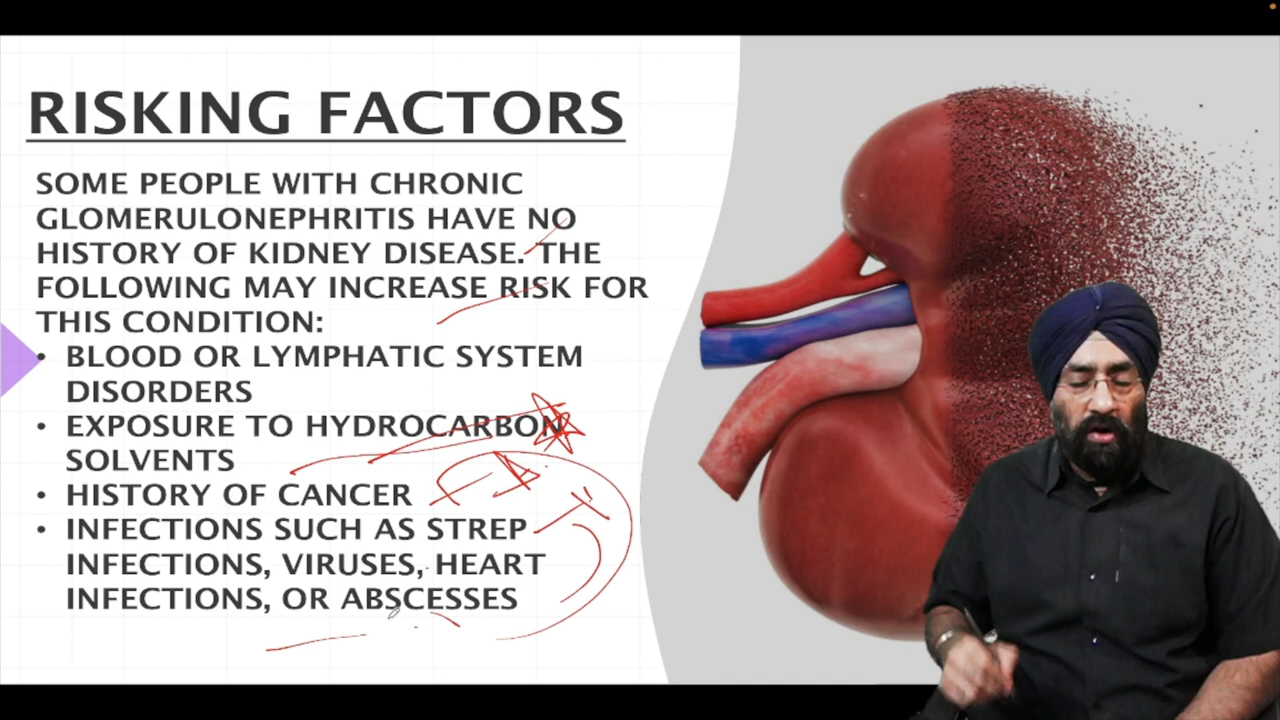 RISKING FACTORS
SOME PEOPLE WITH CHRONIC
GLOMERULONEPHRITIS HAVE NO
HISTORY OF KIDNEY DISEASE. THE
FOLLOWING MAY INCREASE RISK FOR
THIS CONDITION:
• BLOOD OR LYMPHATIC SYSTEM
DISORDERS
• EXPOSURE TO HYDROCARBON
SOLVENTS
• HISTORY OF CANCER
• INFECTIONS SUCH AS STREP
INFECTIONS, VIRUSES, HEART
INFECTIONS, OR ABSCESSES